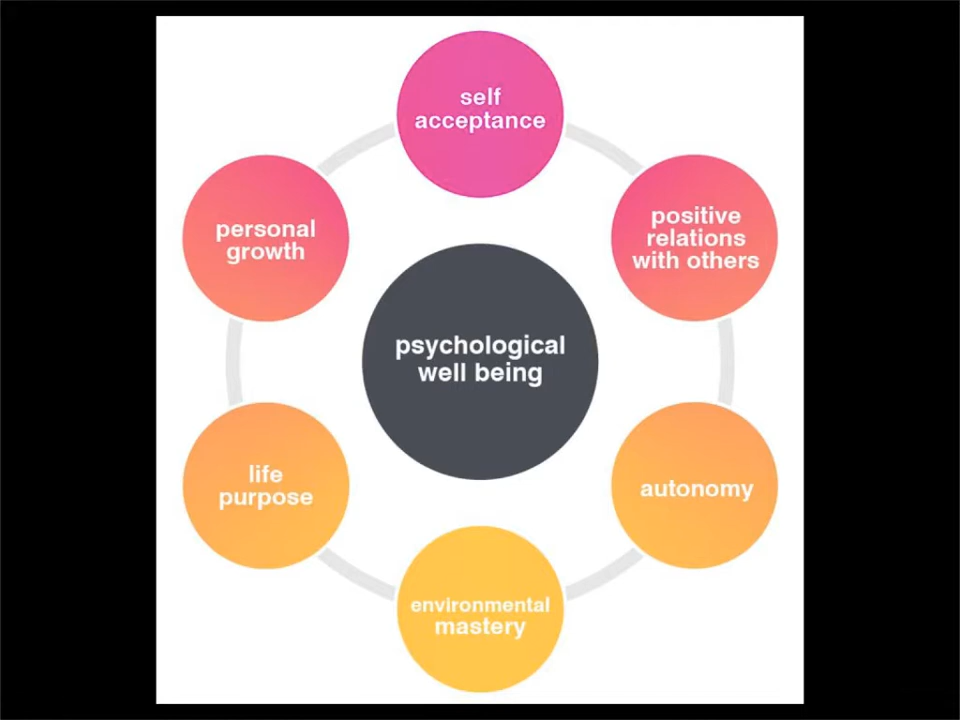 self
acceptance
positive
relations
with others
autonomy
environmental
mastery
life
purpose
personal
growth
psychological
well being